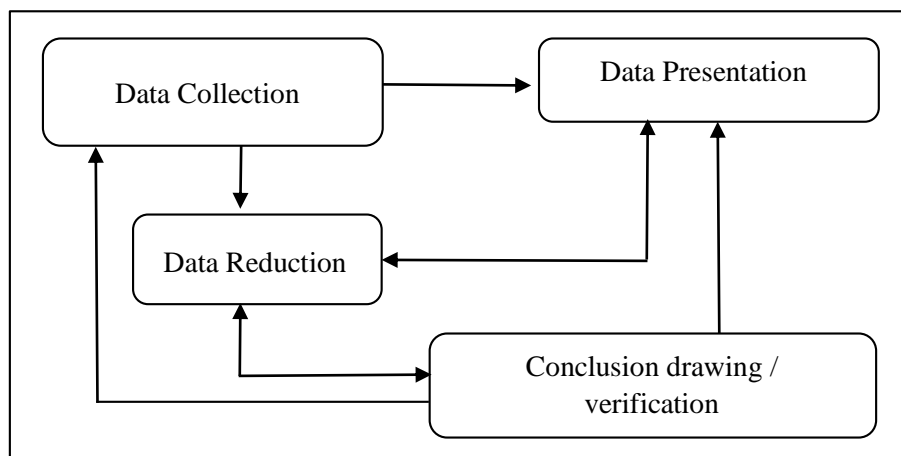 Data Collection
Data Presentation
Data Reduction
Conclusion drawing /
verification